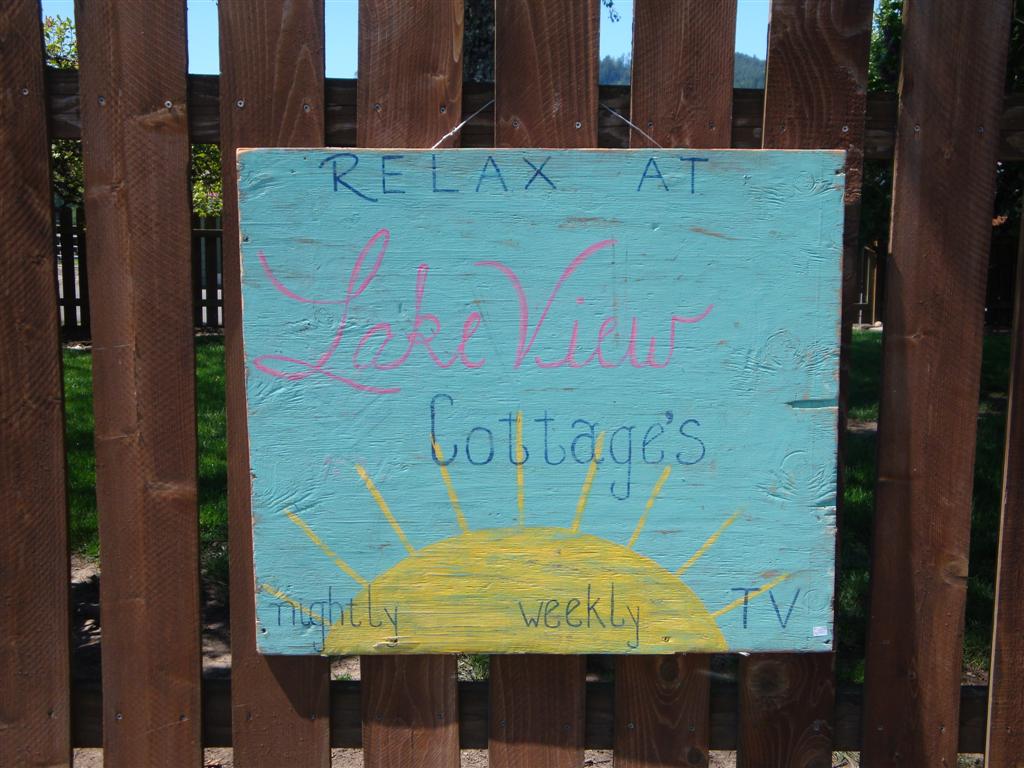 RELAX AT
Lake View
Cottage's
nightly weekly TV